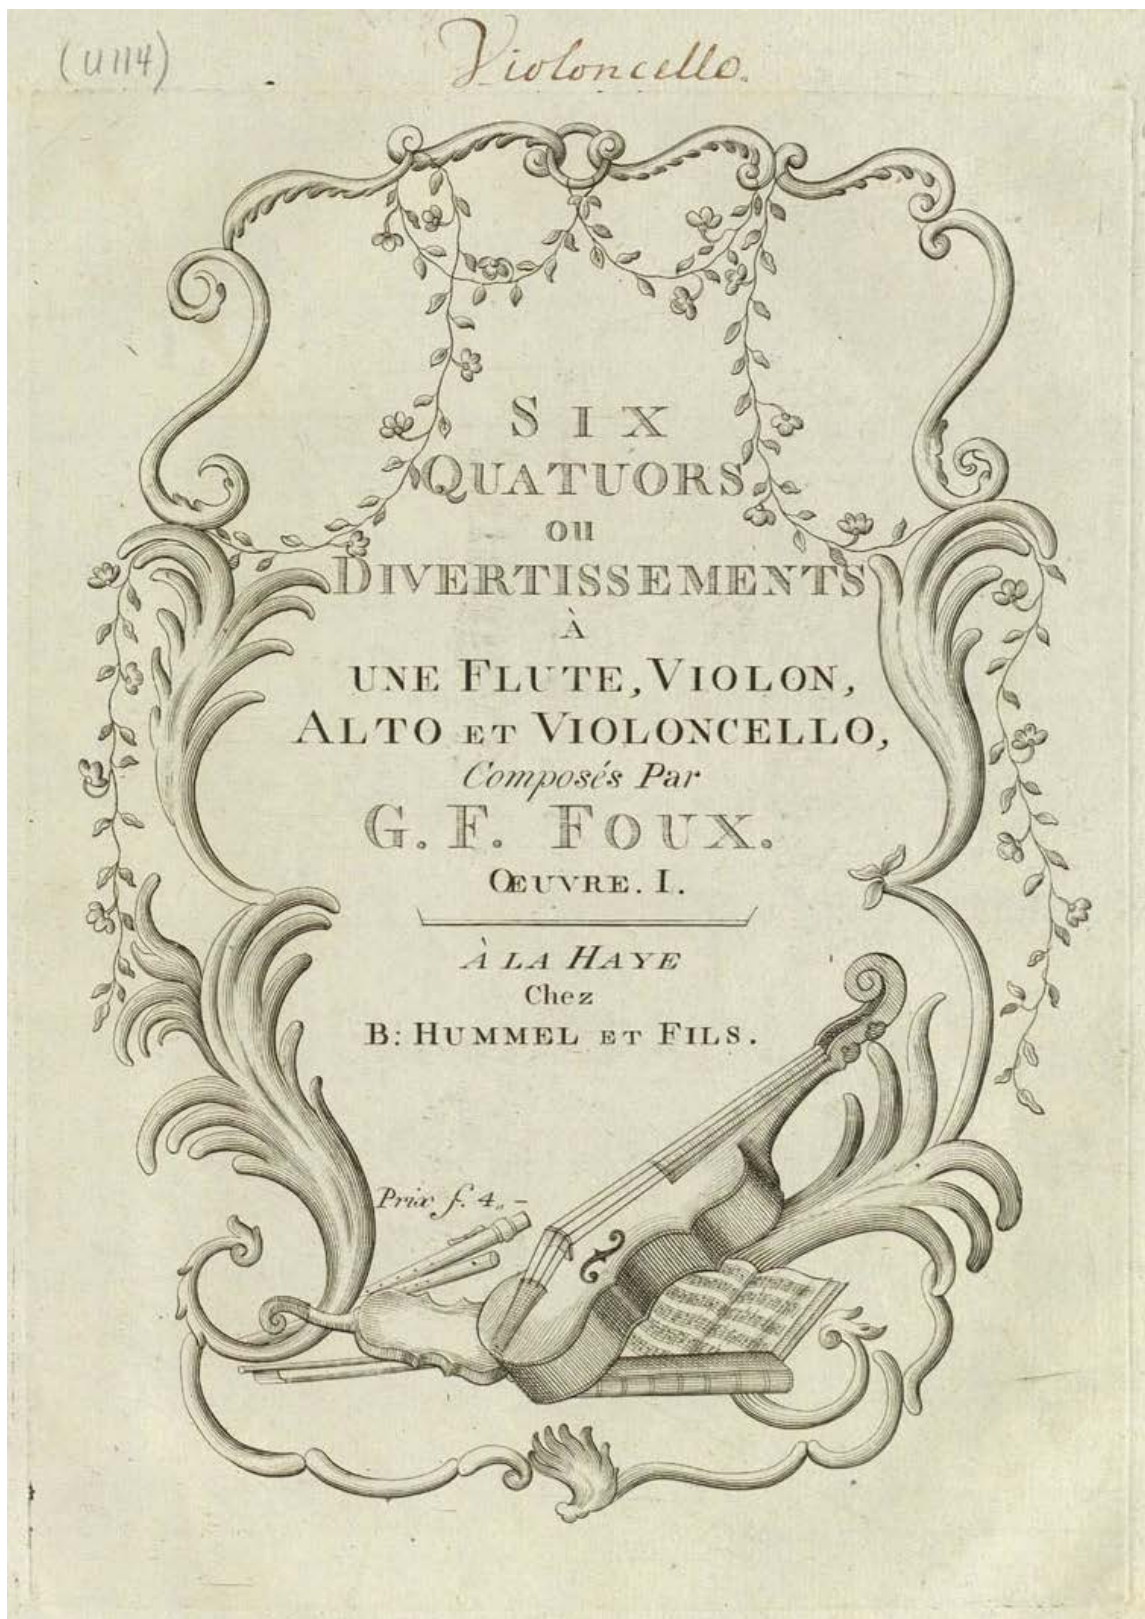 (U114)
Violoncello.
SIX
QUATUORS
OU
DIVERTISSEMENTS
À
UNE FLUTE, VIOLON,
ALTO ET VIOLONCELLO,
Composés Par
G. F. FOUX.
ŒUVRE. I.
À LA HAYE
Chez
B: HUMMEL ET FILS.
Prix f. 4,, -